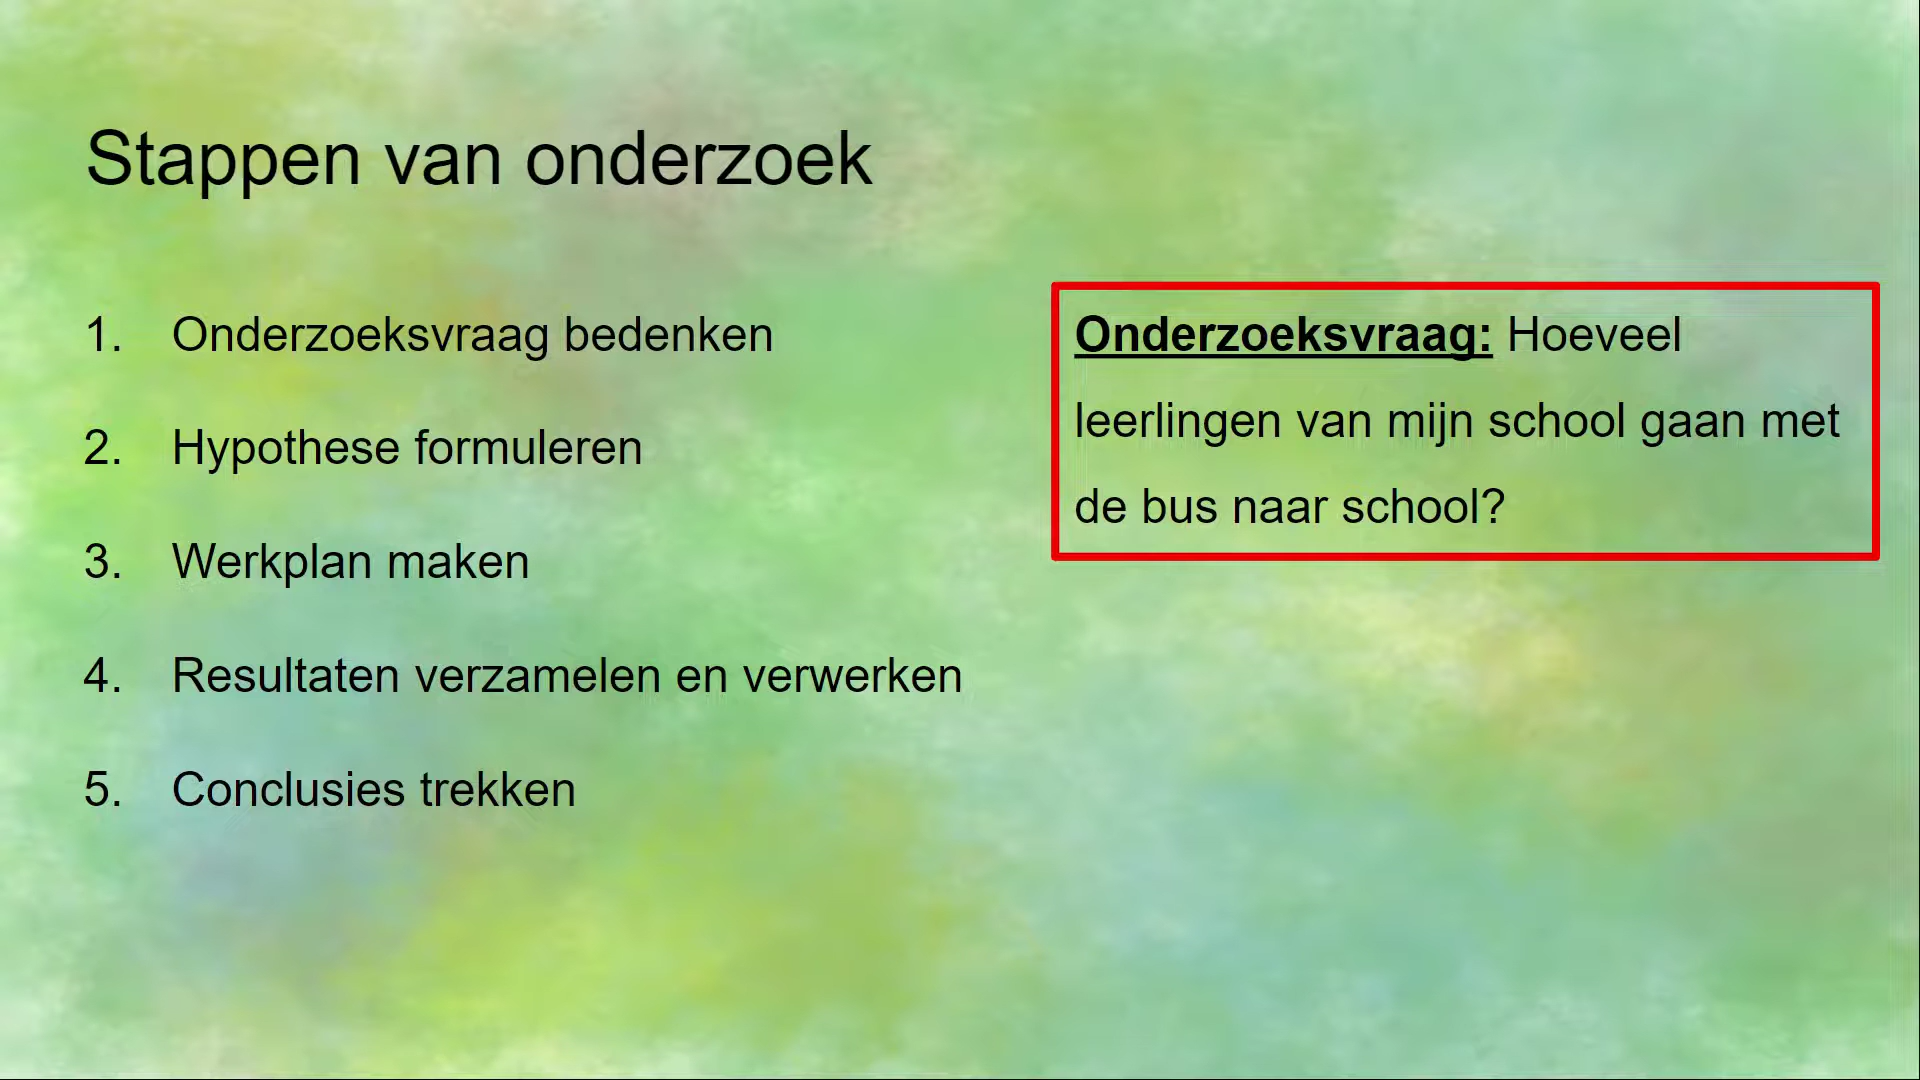 Stappen van onderzoek
1. Onderzoeksvraag bedenken
2. Hypothese formuleren
3. Werkplan maken
4. Resultaten verzamelen en verwerken
5. Conclusies trekken
Onderzoeksvraag: Hoeveel
leerlingen van mijn school gaan met
de bus naar school?